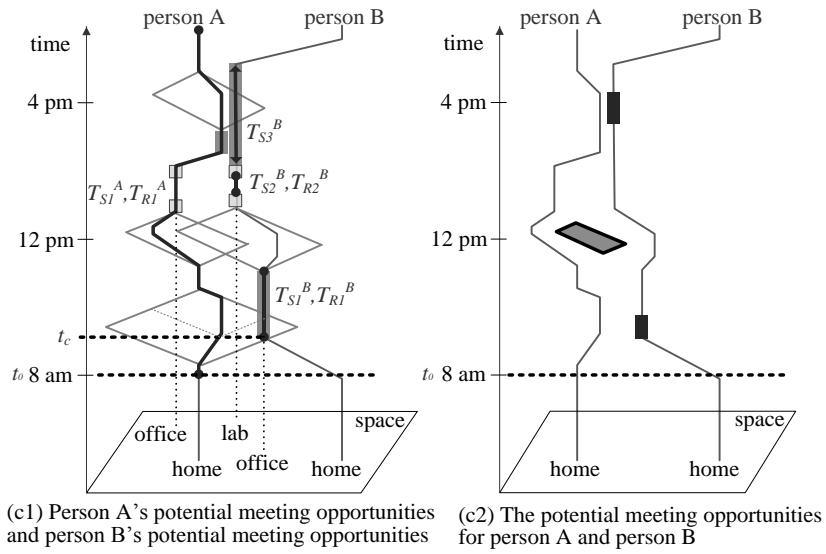 person A
person B
time
4 pm
T_S3^B
T_S1^A,T_R1^A
T_S2^B,T_R2^B
12 pm
T_S1^B,T_R1^B
t_c
t_0 8 am
office
lab
office
space
home
home
(c1) Person A's potential meeting opportunities
and person B's potential meeting opportunities
person A
person B
time
4 pm
12 pm
t_0 8 am
space
home
home
(c2) The potential meeting opportunities
for person A and person B